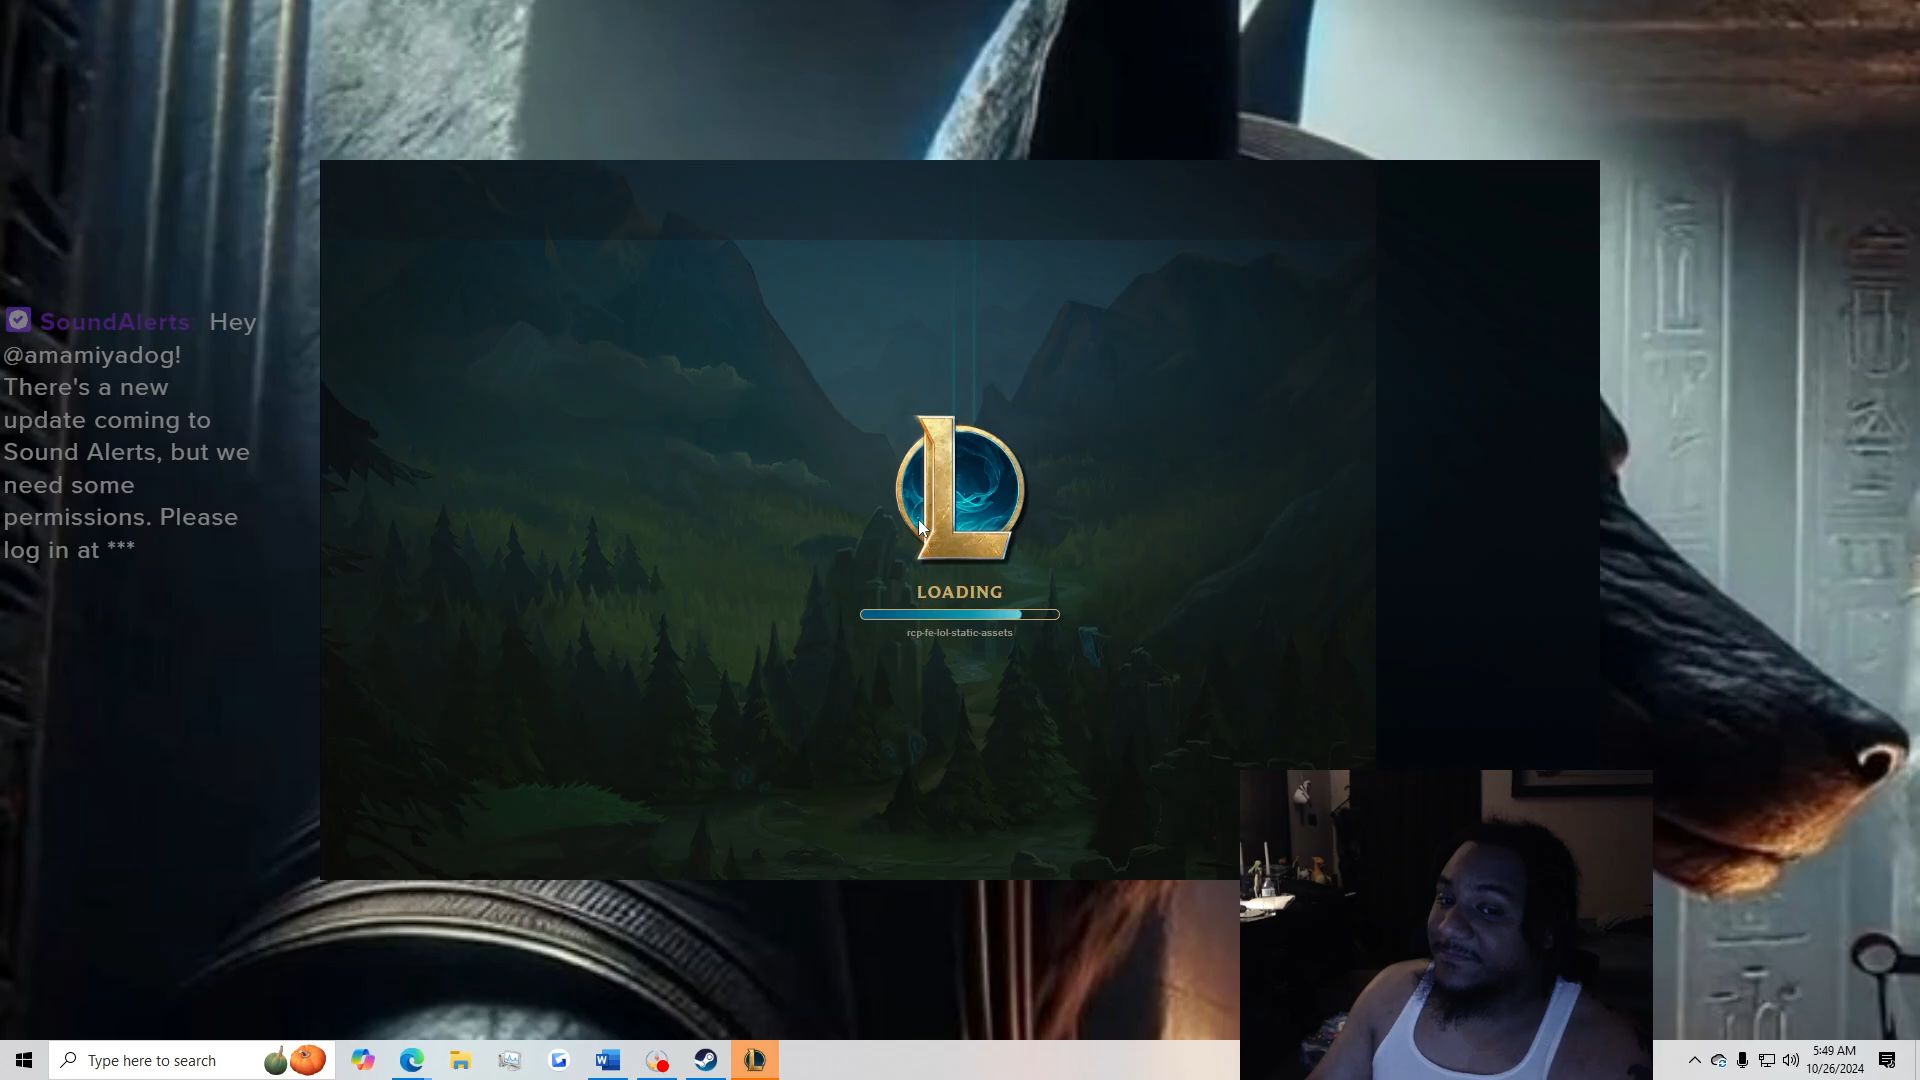 SoundAlerts: Hey
@amamiyadog!
There's a new
update coming to
Sound Alerts, but we
need some
permissions. Please
log in at ***
LOADING
rcp-fe-lol-static-assets
Type here to search
5:49 AM
10/26/2024